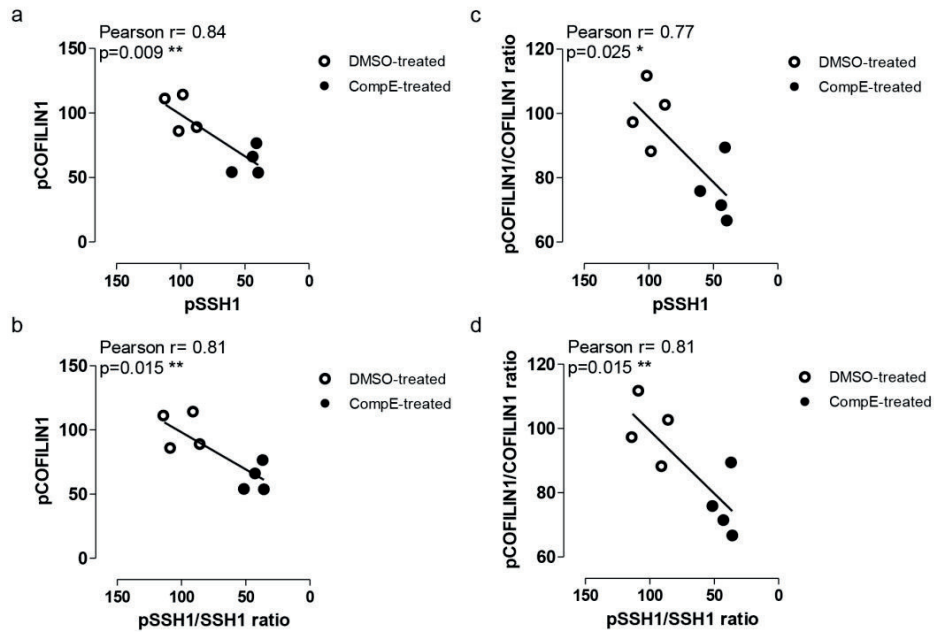 a
Pearson r= 0.84
p=0.009 **
150
100
50
0
pCOFILIN1
150 100 50 0
pSSH1
DMSO-treated
CompE-treated
c
Pearson r= 0.77
p=0.025 *
120
100
80
60
pCOFILIN1/COFILIN1 ratio
150 100 50 0
pSSH1
DMSO-treated
CompE-treated
b
Pearson r= 0.81
p=0.015 **
150
100
50
0
pCOFILIN1
150 100 50 0
pSSH1/SSH1 ratio
DMSO-treated
CompE-treated
d
Pearson r= 0.81
p=0.015 **
120
100
80
60
pCOFILIN1/COFILIN1 ratio
150 100 50 0
pSSH1/SSH1 ratio
DMSO-treated
CompE-treated